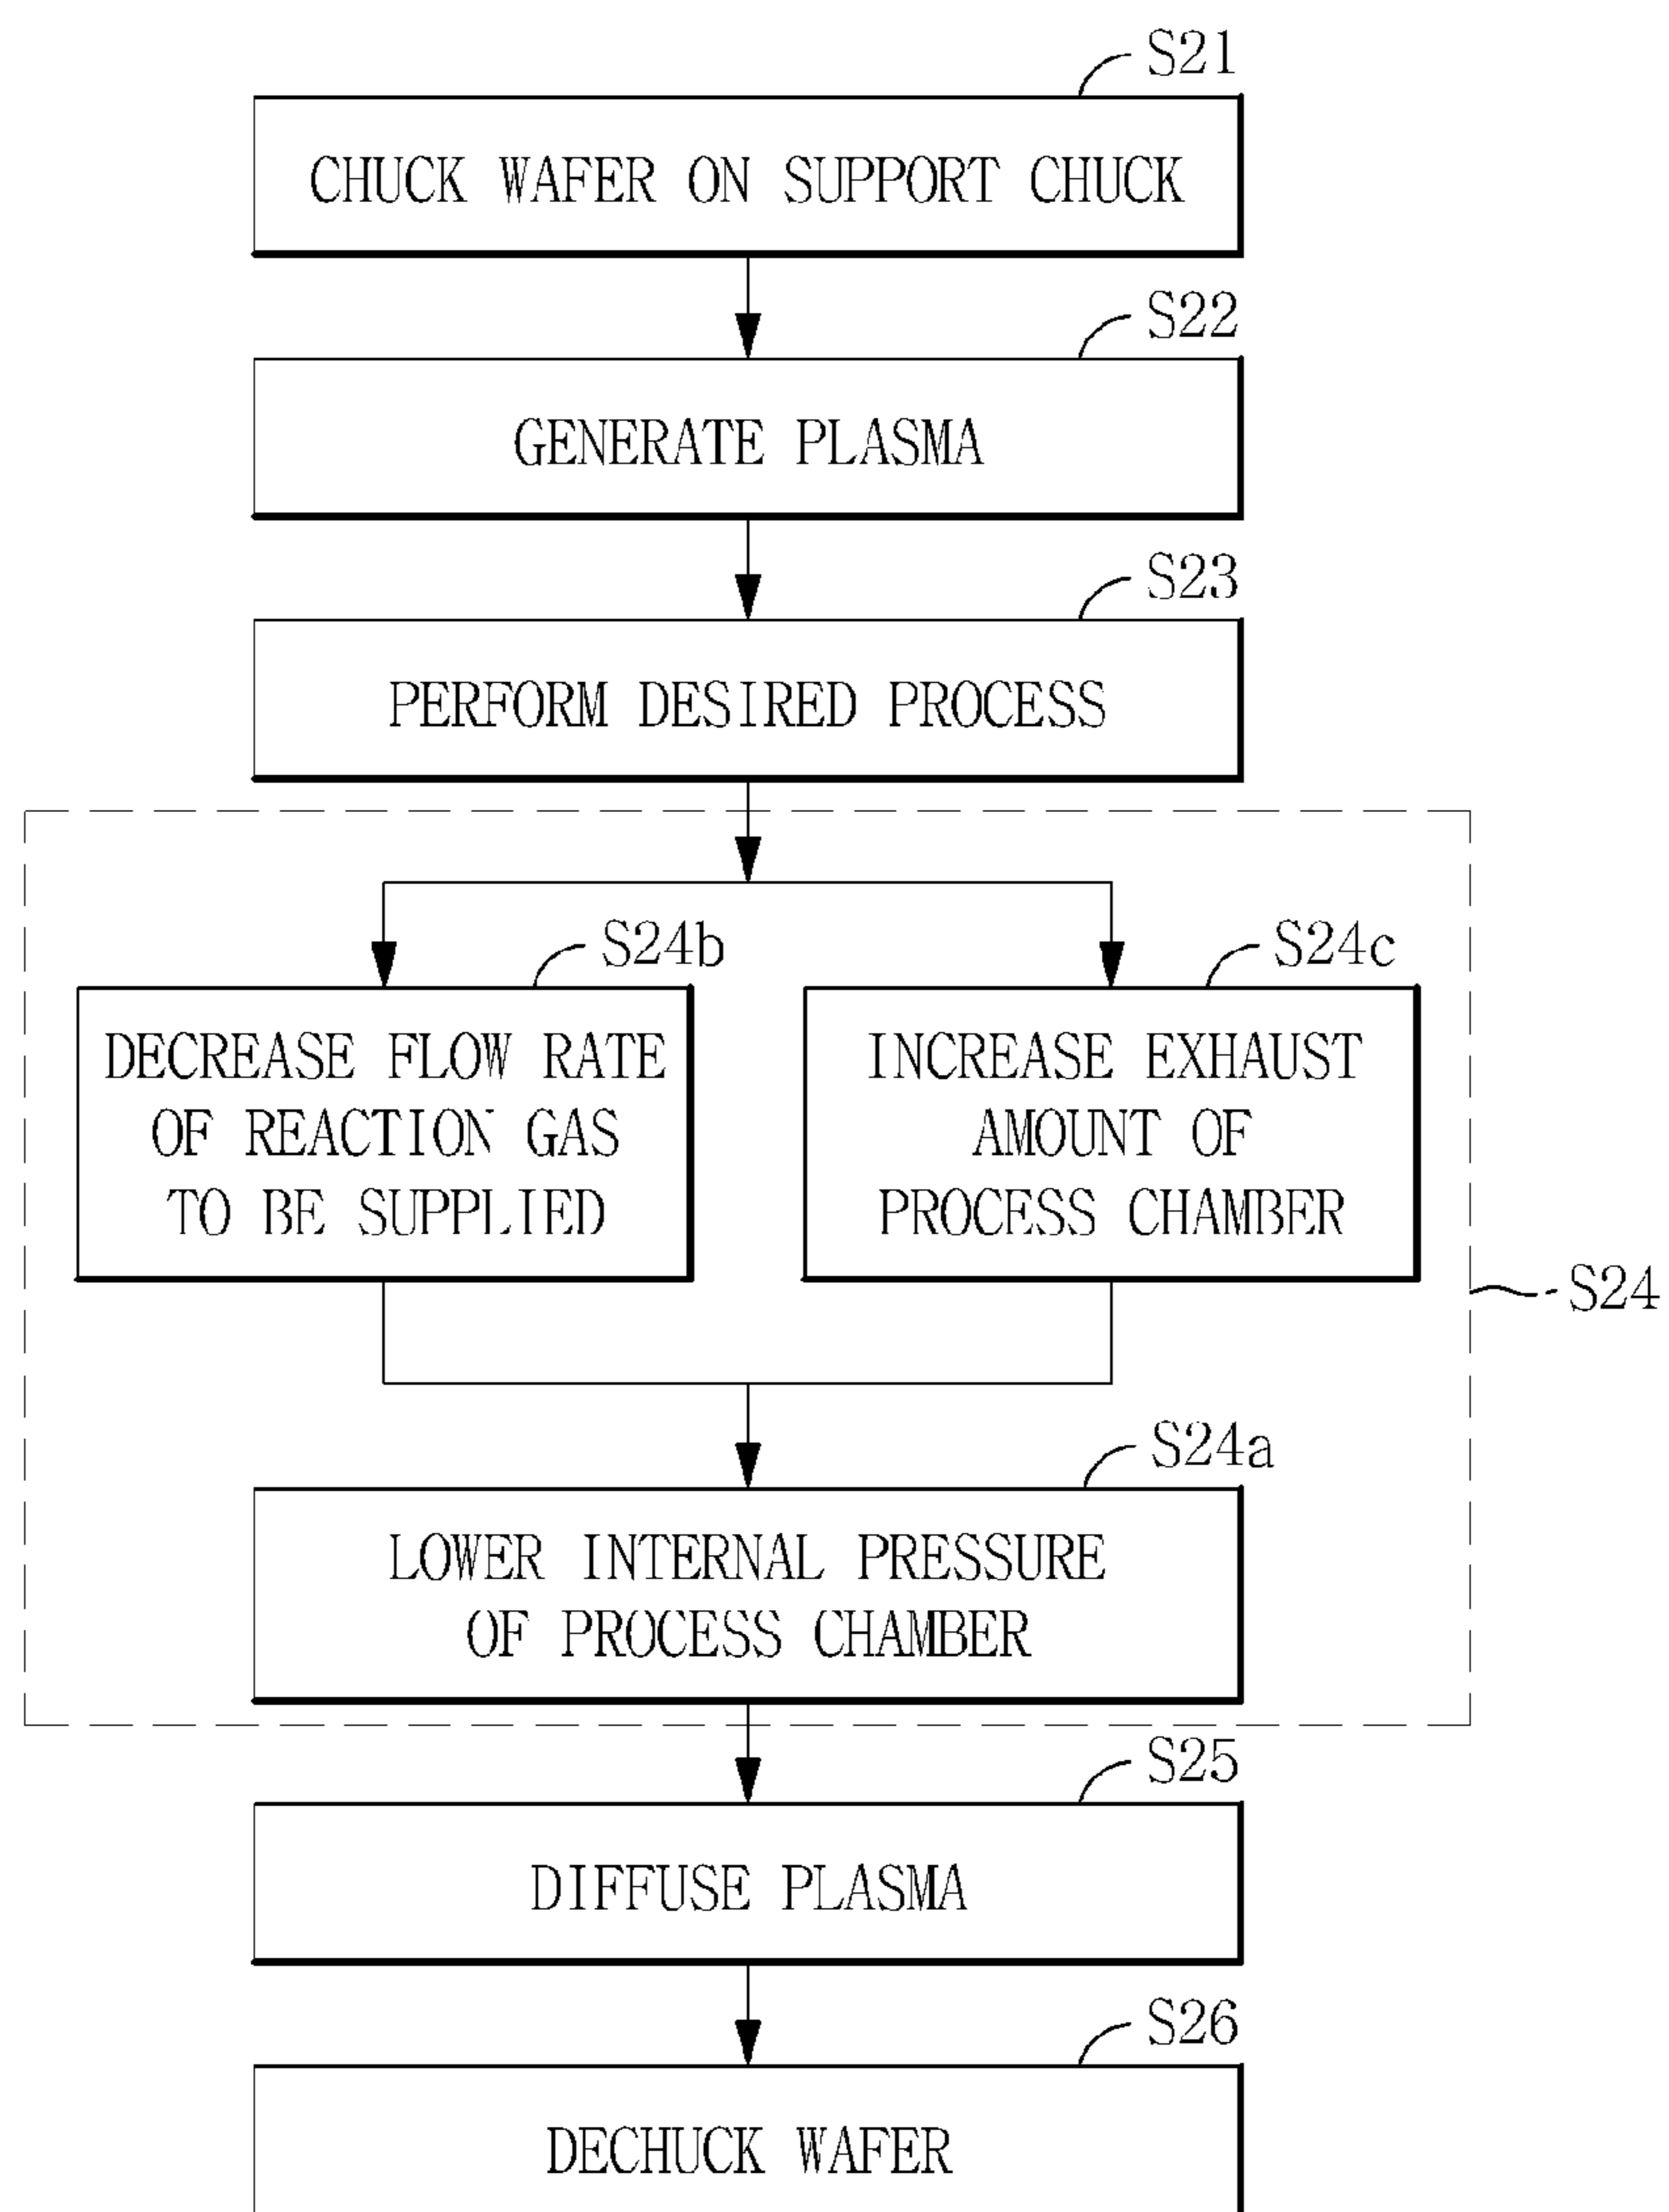 S21
CHUCK WAFER ON SUPPORT CHUCK
S22
GENERATE PLASMA
S23
PERFORM DESIRED PROCESS
S24b
DECREASE FLOW RATE
OF REACTION GAS
TO BE SUPPLIED
S24c
INCREASE EXHAUST
AMOUNT OF
PROCESS CHAMBER
S24
S24a
LOWER INTERNAL PRESSURE
OF PROCESS CHAMBER
S25
DIFFUSE PLASMA
S26
DECHUCK WAFER